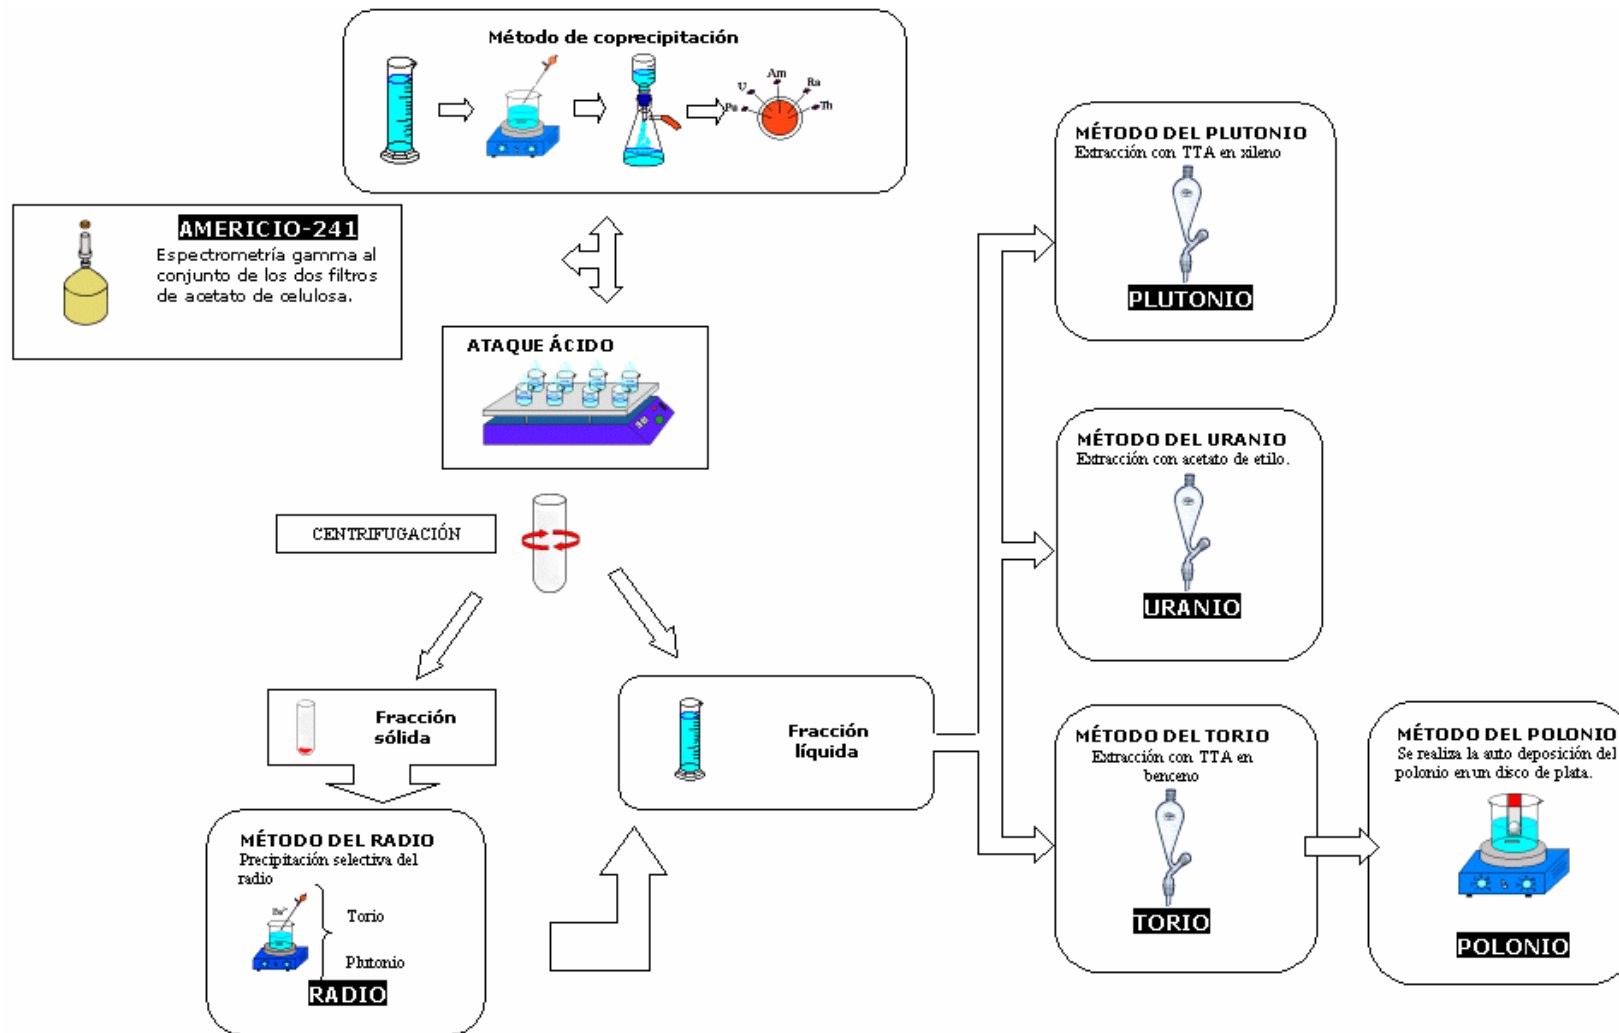 Método de coprecipitación
Pu
U
Am
Ra
Th
AMERICIO-241
Espectrometría gamma al
conjunto de los dos filtros
de acetato de celulosa.
ATAQUE ÁCIDO
CENTRIFUGACIÓN
Fracción
sólida
MÉTODO DEL RADIO
Precipitación selectiva del
radio
Torio
Plutonio
RADIO
Fracción
líquida
MÉTODO DEL PLUTONIO
Extracción con TTA en xileno
PLUTONIO
MÉTODO DEL URANIO
Extracción con acetato de etilo.
URANIO
MÉTODO DEL TORIO
Extracción con TTA en
benceno
TORIO
MÉTODO DEL POLONIO
Se realiza la auto deposición del
polonio en un disco de plata.
POLONIO